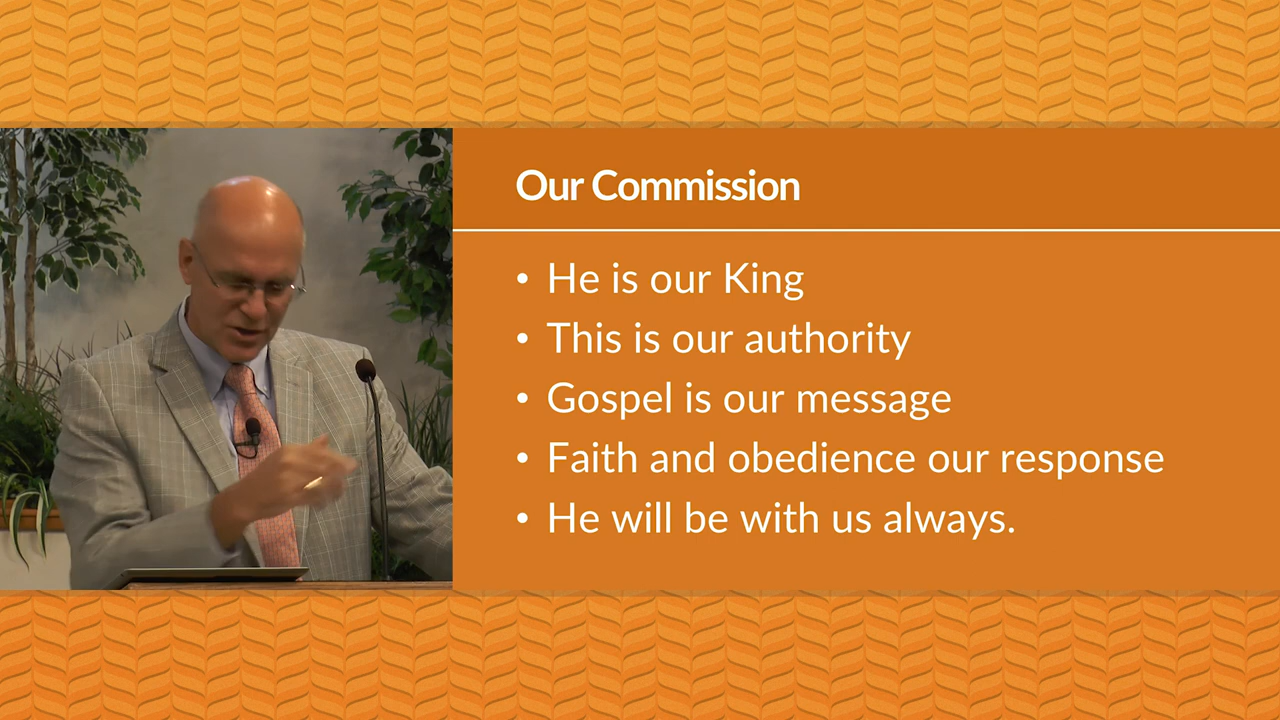 Our Commission
• He is our King
• This is our authority
• Gospel is our message
• Faith and obedience our response
• He will be with us always.